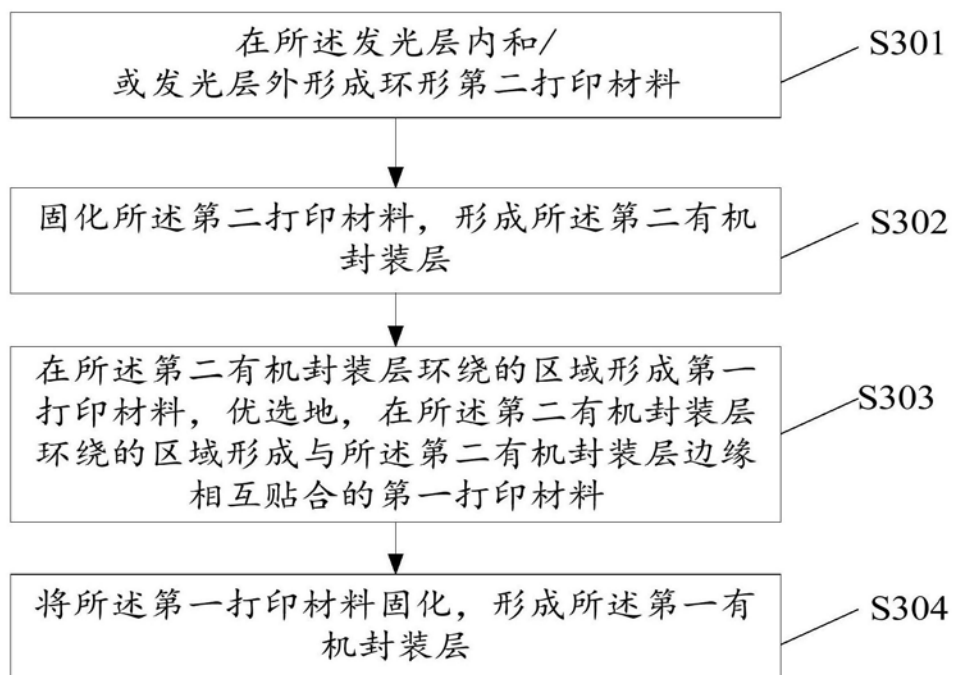 在所述发光层内和/
或发光层外形成环形第二打印材料
S301
固化所述第二打印材料，形成所述第二有机
封装层
S302
在所述第二有机封装层环绕的区域形成第一
打印材料，优选地，在所述第二有机封装层
环绕的区域形成与所述第二有机封装层边缘
相互贴合的第一打印材料
S303
将所述第一打印材料固化，形成所述第一有
机封装层
S304